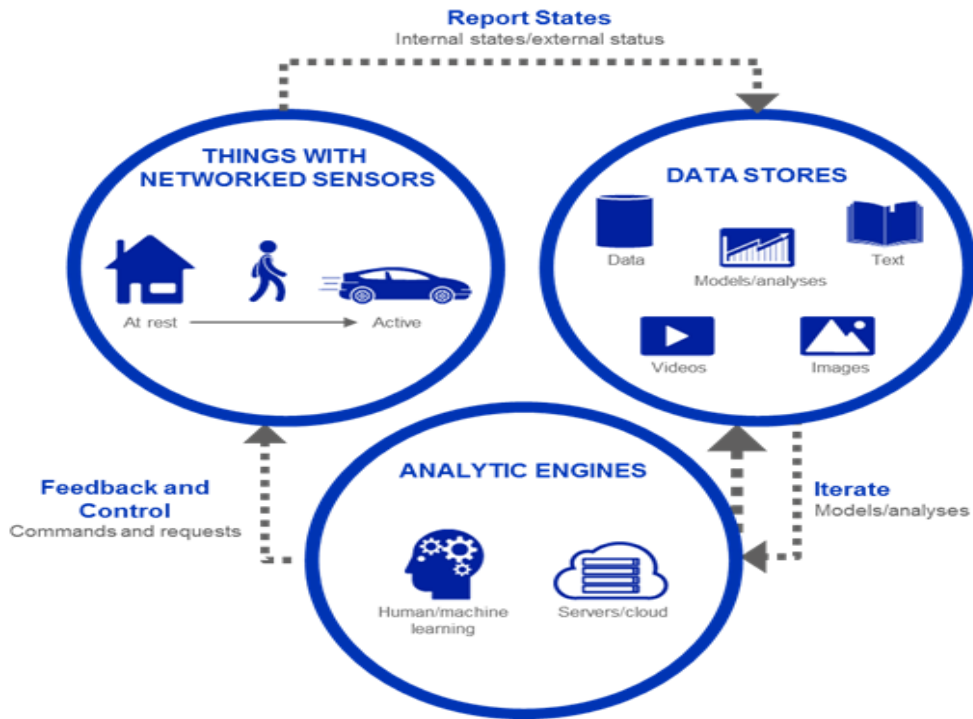 Report States
Internal states/external status
THINGS WITH
NETWORKED SENSORS
At rest
Active
DATA STORES
Data
Models/analyses
Text
Videos
Images
Feedback and
Control
Commands and requests
ANALYTIC ENGINES
Human/machine
learning
Servers/cloud
Iterate
Models/analyses